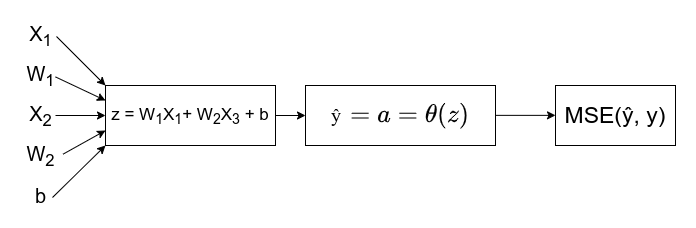 X₁
W₁
X₂
W₂
b
z = W₁X₁+ W₂X₃ + b
ŷ = a = θ(z)
MSE(ŷ, y)